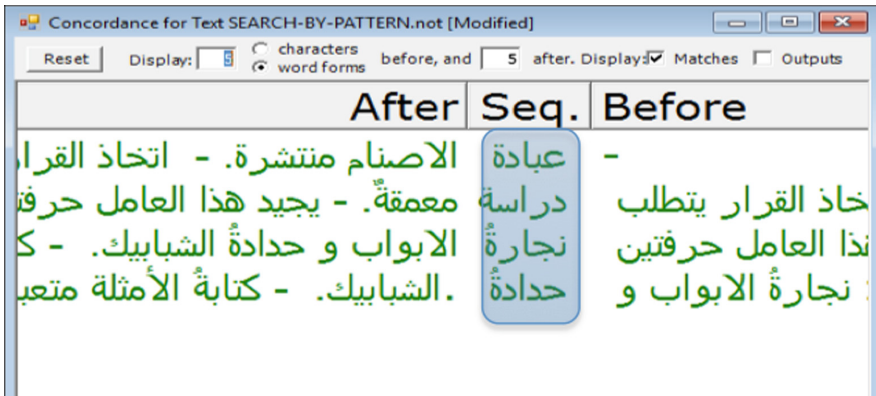 Concordance for Text SEARCH-BY-PATTERN.not [Modified]
Reset Display: 5 characters word forms before, and 5 after. Display: Matches Outputs
After Seq. Before
- عبادة الاصنام منتشرة. - اتخاذ القرار
خاذ القرار يتطلب دراسة معمقةٌ. - يجيد هذا العامل حرفت
هذا العامل حرفتين نجارةُ الابواب و حدادةُ الشبابيك. - ك
: نجارةُ الابواب و حدادةُ .الشبابيك. - كتابةُ الأمثلة متعب